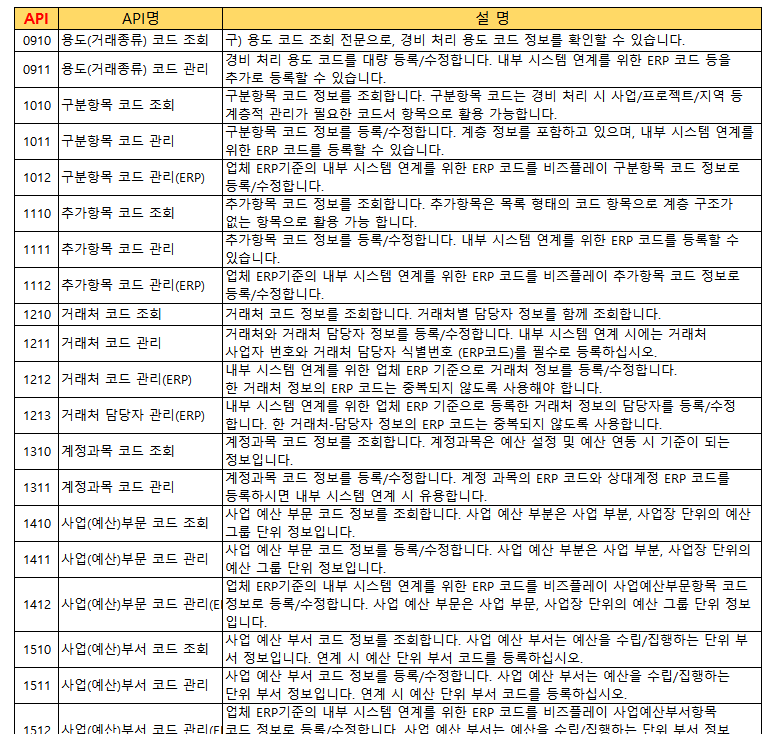 API API명 설 명
0910 용도(거래종류) 코드 조회 구) 용도 코드 조회 전문으로, 경비 처리 용도 코드 정보를 확인할 수 있습니다.
0911 용도(거래종류) 코드 관리 경비 처리 용도 코드를 대량 등록/수정합니다. 내부 시스템 연계를 위한 ERP 코드 등을
추가로 등록할 수 있습니다.
1010 구분항목 코드 조회 구분항목 코드 정보를 조회합니다. 구분항목 코드는 경비 처리 시 사업/프로젝트/지역 등
계층적 관리가 필요한 코드서 항목으로 활용 가능합니다.
1011 구분항목 코드 관리 구분항목 코드 정보를 등록/수정합니다. 계층 정보를 포함하고 있으며, 내부 시스템 연계를
위한 ERP 코드를 등록할 수 있습니다.
1012 구분항목 코드 관리(ERP) 업체 ERP기준의 내부 시스템 연계를 위한 ERP 코드를 비즈플레이 구분항목 코드 정보로
등록/수정합니다.
1110 추가항목 코드 조회 추가항목 코드 정보를 조회합니다. 추가항목은 목록 형태의 코드 항목으로 계층 구조가
없는 항목으로 활용 가능 합니다.
1111 추가항목 코드 관리 추가항목 코드 정보를 등록/수정합니다. 내부 시스템 연계를 위한 ERP 코드를 등록할 수
있습니다.
1112 추가항목 코드 관리(ERP) 업체 ERP기준의 내부 시스템 연계를 위한 ERP 코드를 비즈플레이 추가항목 코드 정보로
등록/수정합니다.
1210 거래처 코드 조회 거래처 코드 정보를 조회합니다. 거래처별 담당자 정보를 함께 조회합니다.
1211 거래처 코드 관리 거래처와 거래처 담당자 정보를 등록/수정합니다. 내부 시스템 연계 시에는 거래처
사업자 번호와 거래처 담당자 식별번호 (ERP코드)를 필수로 등록하십시오.
1212 거래처 코드 관리(ERP) 내부 시스템 연계를 위한 업체 ERP 기준으로 거래처 정보를 등록/수정합니다.
한 거래처 정보의 ERP 코드는 중복되지 않도록 사용해야 합니다.
1213 거래처 담당자 관리(ERP) 내부 시스템 연계를 위한 업체 ERP 기준으로 등록한 거래처 정보의 담당자를 등록/수정
합니다. 한 거래처-담당자 정보의 ERP 코드는 중복되지 않도록 사용합니다.
1310 계정과목 코드 조회 계정과목 코드 정보를 조회합니다. 계정과목은 예산 설정 및 예산 연동 시 기준이 되는
정보입니다.
1311 계정과목 코드 관리 계정과목 코드 정보를 등록/수정합니다. 계정 과목의 ERP 코드와 상대계정 ERP 코드를
등록하시면 내부 시스템 연계 시 유용합니다.
1410 사업(예산)부문 코드 조회 사업 예산 부문 코드 정보를 조회합니다. 사업 예산 부분은 사업 부분, 사업장 단위의 예산
그룹 단위 정보입니다.
1411 사업(예산)부문 코드 관리 사업 예산 부문 코드 정보를 등록/수정합니다. 사업 예산 부분은 사업 부분, 사업장 단위의
예산 그룹 단위 정보입니다.
1412 사업(예산)부문 코드 관리(E 업체 ERP기준의 내부 시스템 연계를 위한 ERP 코드를 비즈플레이 사업예산부문항목 코드
정보로 등록/수정합니다. 사업 예산 부문은 사업 부문, 사업장 단위의 예산 그룹 단위 정보
입니다.
1510 사업(예산)부서 코드 조회 사업 예산 부서 코드 정보를 조회합니다. 사업 예산 부서는 예산을 수립/집행하는 단위 부
서 정보입니다. 연계 시 예산 단위 부서 코드를 등록하십시오.
1511 사업(예산)부서 코드 관리 사업 예산 부서 코드 정보를 등록/수정합니다. 사업 예산 부서는 예산을 수립/집행하는
단위 부서 정보입니다. 연계 시 예산 단위 부서 코드를 등록하십시오.
1512 사업(예산)부서 코드 관리(E 업체 ERP기준의 내부 시스템 연계를 위한 ERP 코드를 비즈플레이 사업예산부서항목
코드 정보로 등록/수정합니다. 사업 예산 부서는 예산을 수립/집행하는 단위 부서 정보